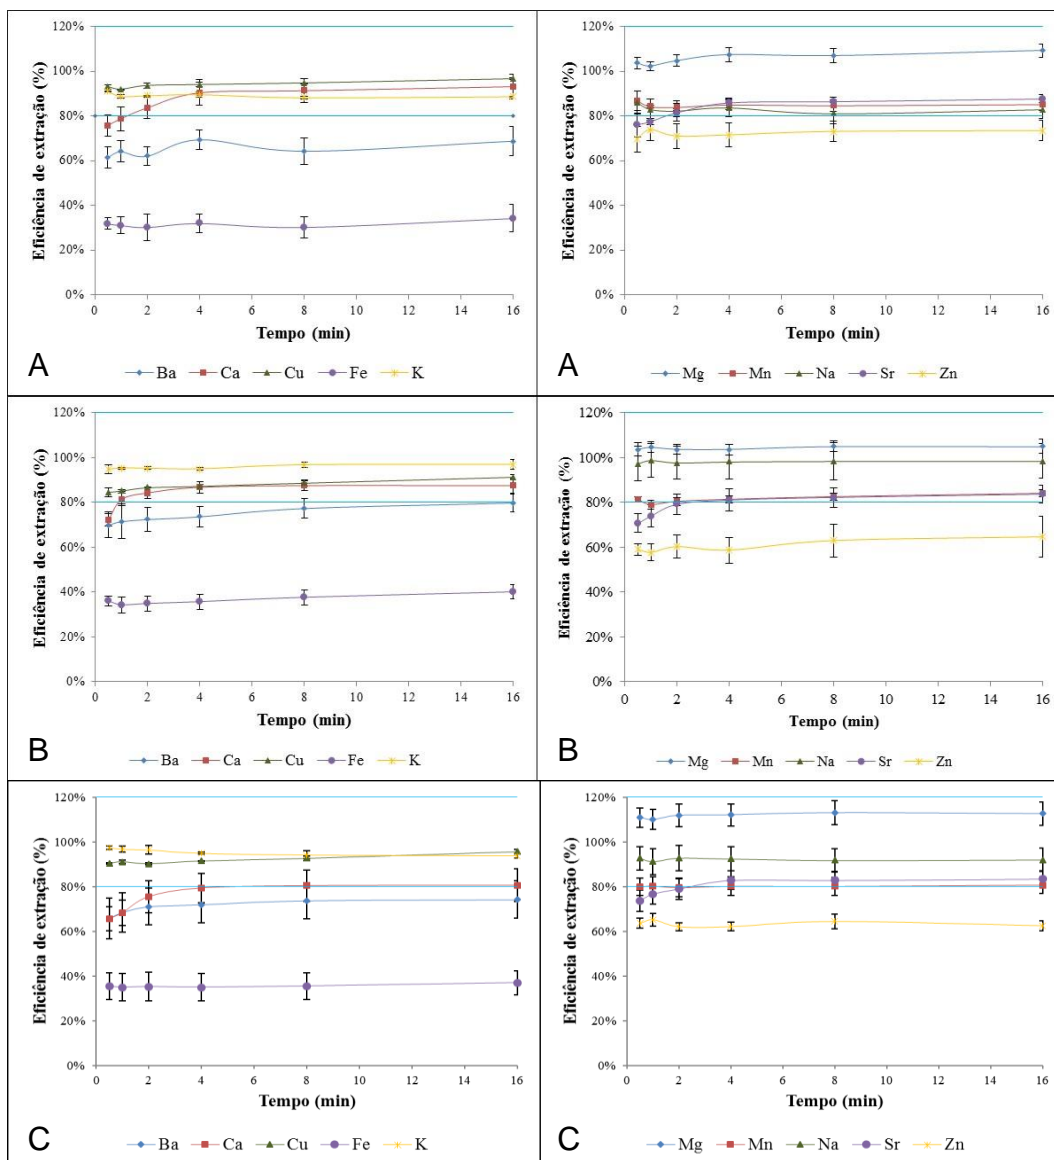 Eficiência de extração (%)
120%
100%
80%
60%
40%
20%
0%
0 2 4 6 8 10 12 14 16
Tempo (min)
A
Ba Ca Cu Fe K
Eficiência de extração (%)
120%
100%
80%
60%
40%
20%
0%
0 2 4 6 8 10 12 14 16
Tempo (min)
A
Mg Mn Na Sr Zn
Eficiência de extração (%)
120%
100%
80%
60%
40%
20%
0%
0 2 4 6 8 10 12 14 16
Tempo (min)
B
Ba Ca Cu Fe K
Eficiência de extração (%)
120%
100%
80%
60%
40%
20%
0%
0 2 4 6 8 10 12 14 16
Tempo (min)
B
Mg Mn Na Sr Zn
Eficiência de extração (%)
120%
100%
80%
60%
40%
20%
0%
0 2 4 6 8 10 12 14 16
Tempo (min)
C
Ba Ca Cu Fe K
Eficiência de extração (%)
120%
100%
80%
60%
40%
20%
0%
0 2 4 6 8 10 12 14 16
Tempo (min)
C
Mg Mn Na Sr Zn